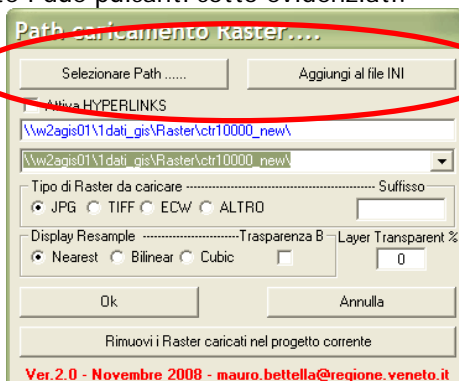 i due pulsanti sotto evidenziati.
Path caricamento Raster....
Selezionare Path ...... Aggiungi al file INI
Attiva HYPERLINKS
\\w2agis01\1dati_gis\Raster\ctr10000_new\
\\w2agis01\1dati_gis\Raster\ctr10000_new\
Tipo di Raster da caricare Suffisso
JPG TIFF ECW ALTRO
Display Resample Trasparenza B Layer Transparent %
Nearest Bilinear Cubic 0
Ok Annulla
Rimuovi i Raster caricati nel progetto corrente
Ver.2.0 - Novembre 2008 - mauro.bettella@regione.veneto.it